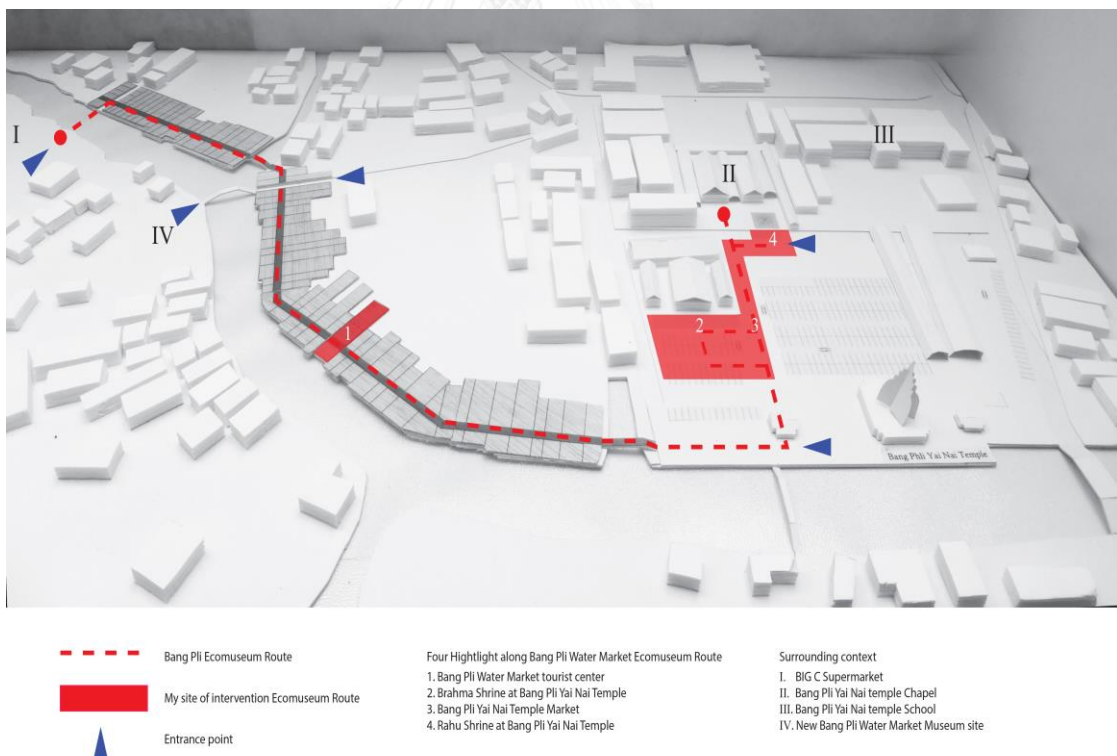 I
II
III
IV
4
2
3
1
Bang Phli Yai Nai Temple
Bang Pli Ecomuseum Route
My site of intervention Ecomuseum Route
Entrance point
Four Hightlight along Bang Pli Water Market Ecomuseum Route
1. Bang Pli Water Market tourist center
2. Brahma Shrine at Bang Pli Yai Nai Temple
3. Bang Pli Yai Nai Temple Market
4. Rahu Shrine at Bang Pli Yai Nai Temple
Surrounding context
I. BIG C Supermarket
II. Bang Pli Yai Nai temple Chapel
III. Bang Pli Yai Nai temple School
IV. New Bang Pli Water Market Museum site